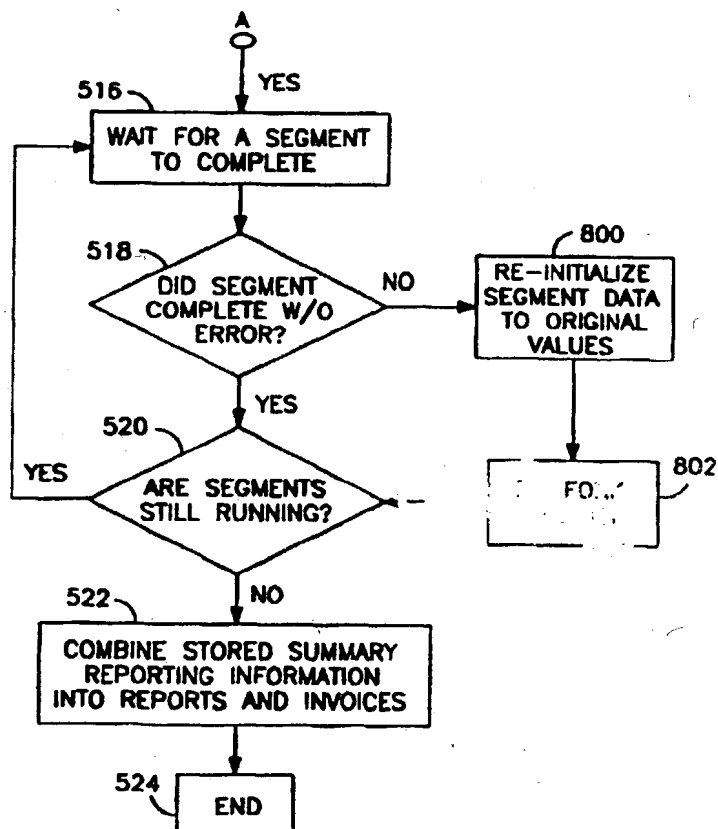 A
YES
516
WAIT FOR A SEGMENT
TO COMPLETE
518
DID SEGMENT
COMPLETE W/O
ERROR?
NO
800
RE-INITIALIZE
SEGMENT DATA
TO ORIGINAL
VALUES
YES
520
YES
ARE SEGMENTS
STILL RUNNING?
802
NO
522
COMBINE STORED SUMMARY
REPORTING INFORMATION
INTO REPORTS AND INVOICES
524
END